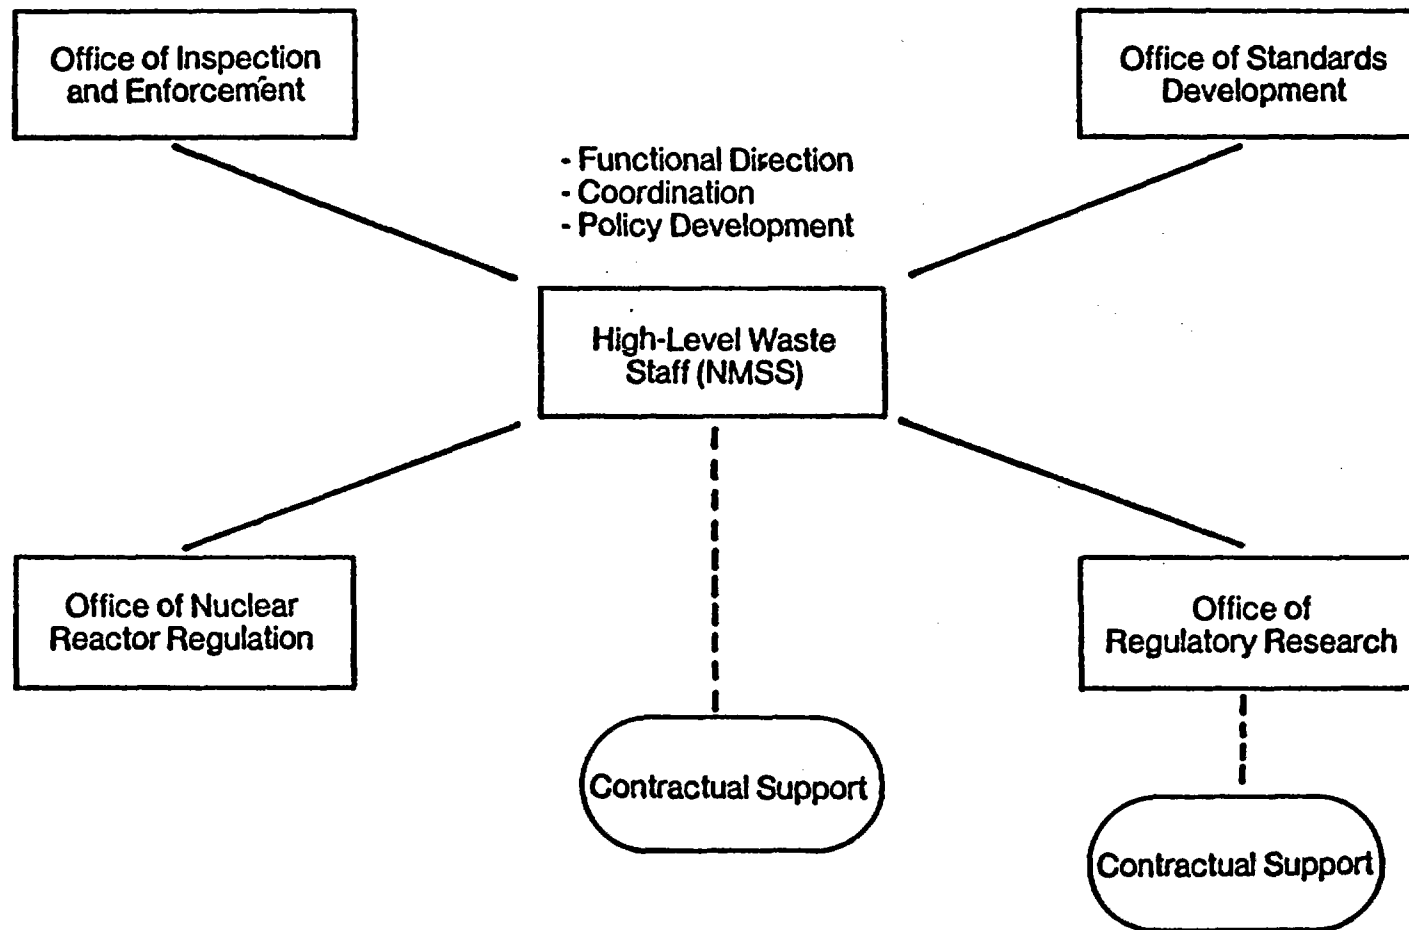 Office of Inspection
and Enforcement
Office of Standards
Development
- Functional Direction
- Coordination
- Policy Development
High-Level Waste
Staff (NMSS)
Office of Nuclear
Reactor Regulation
Office of
Regulatory Research
Contractual Support
Contractual Support